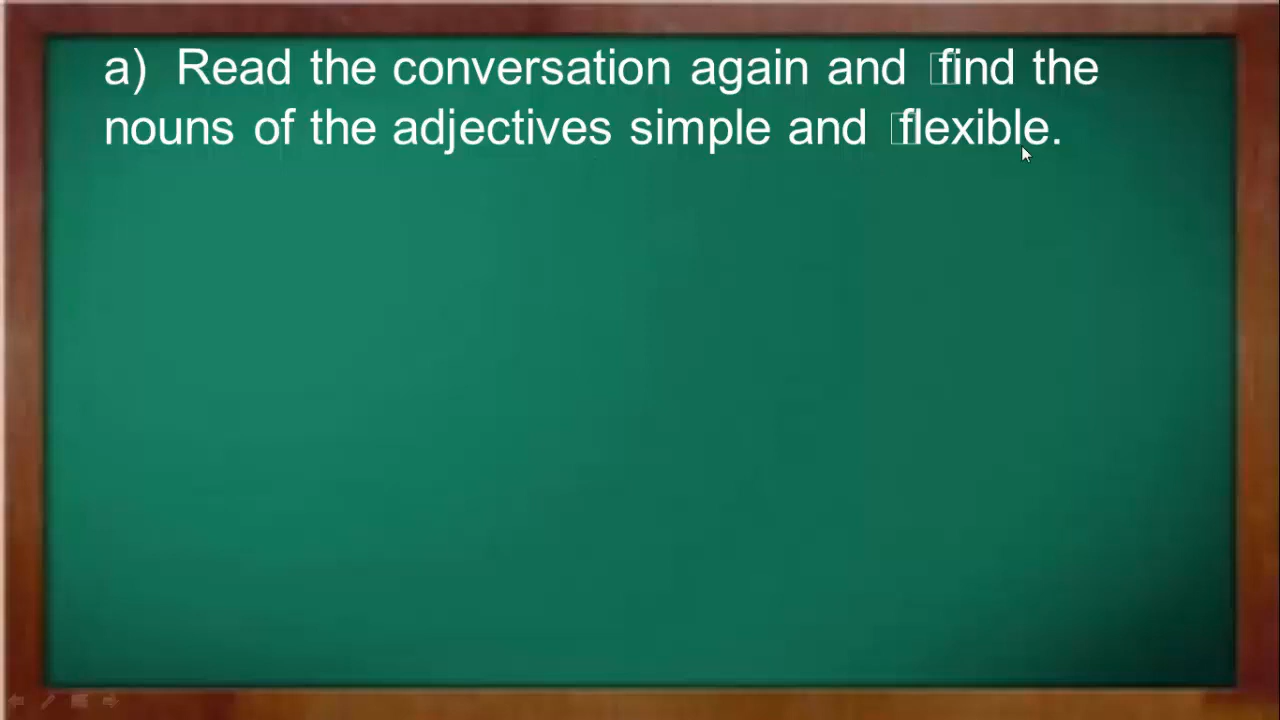 a) Read the conversation again and find the
nouns of the adjectives simple and flexible.